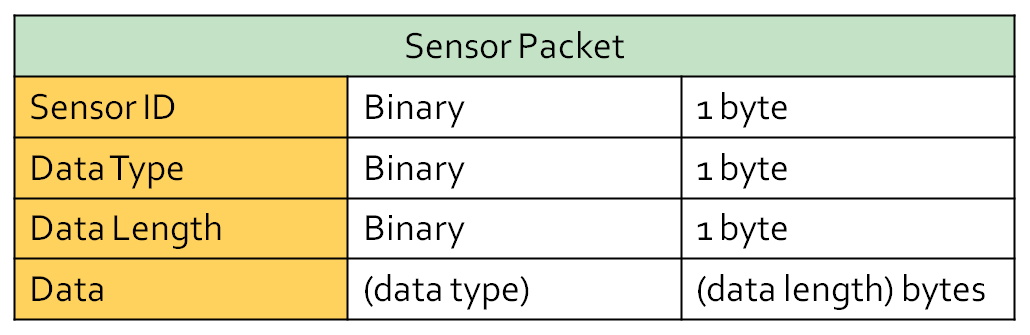 Sensor Packet
Sensor ID Binary 1 byte
Data Type Binary 1 byte
Data Length Binary 1 byte
Data (data type) (data length) bytes